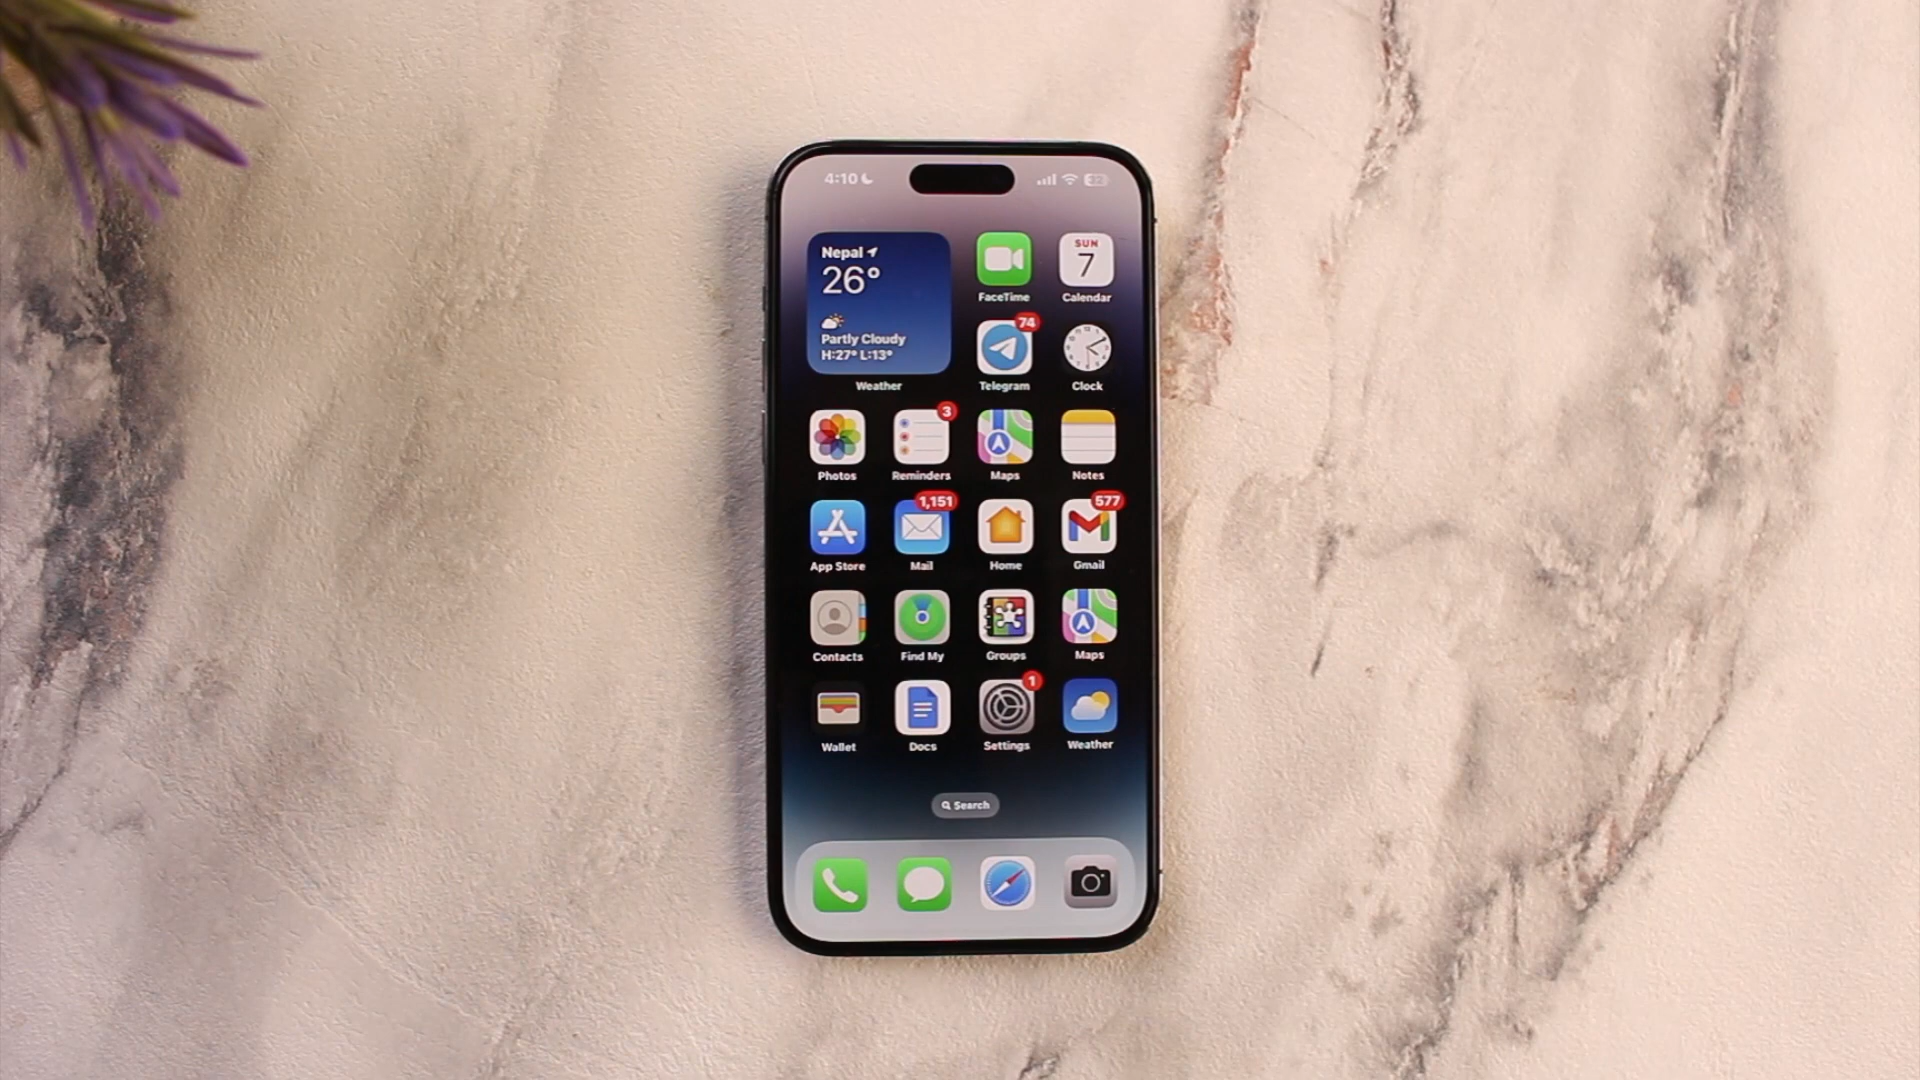 4:10
32
Nepal
26°
Partly Cloudy
H:27° L:13°
Weather
FaceTime
SUN
7
Calendar
74
Telegram
Clock
Photos
3
Reminders
Maps
Notes
App Store
1,151
Mail
Home
577
Gmail
Contacts
Find My
Groups
Maps
Wallet
Docs
1
Settings
Weather
Search